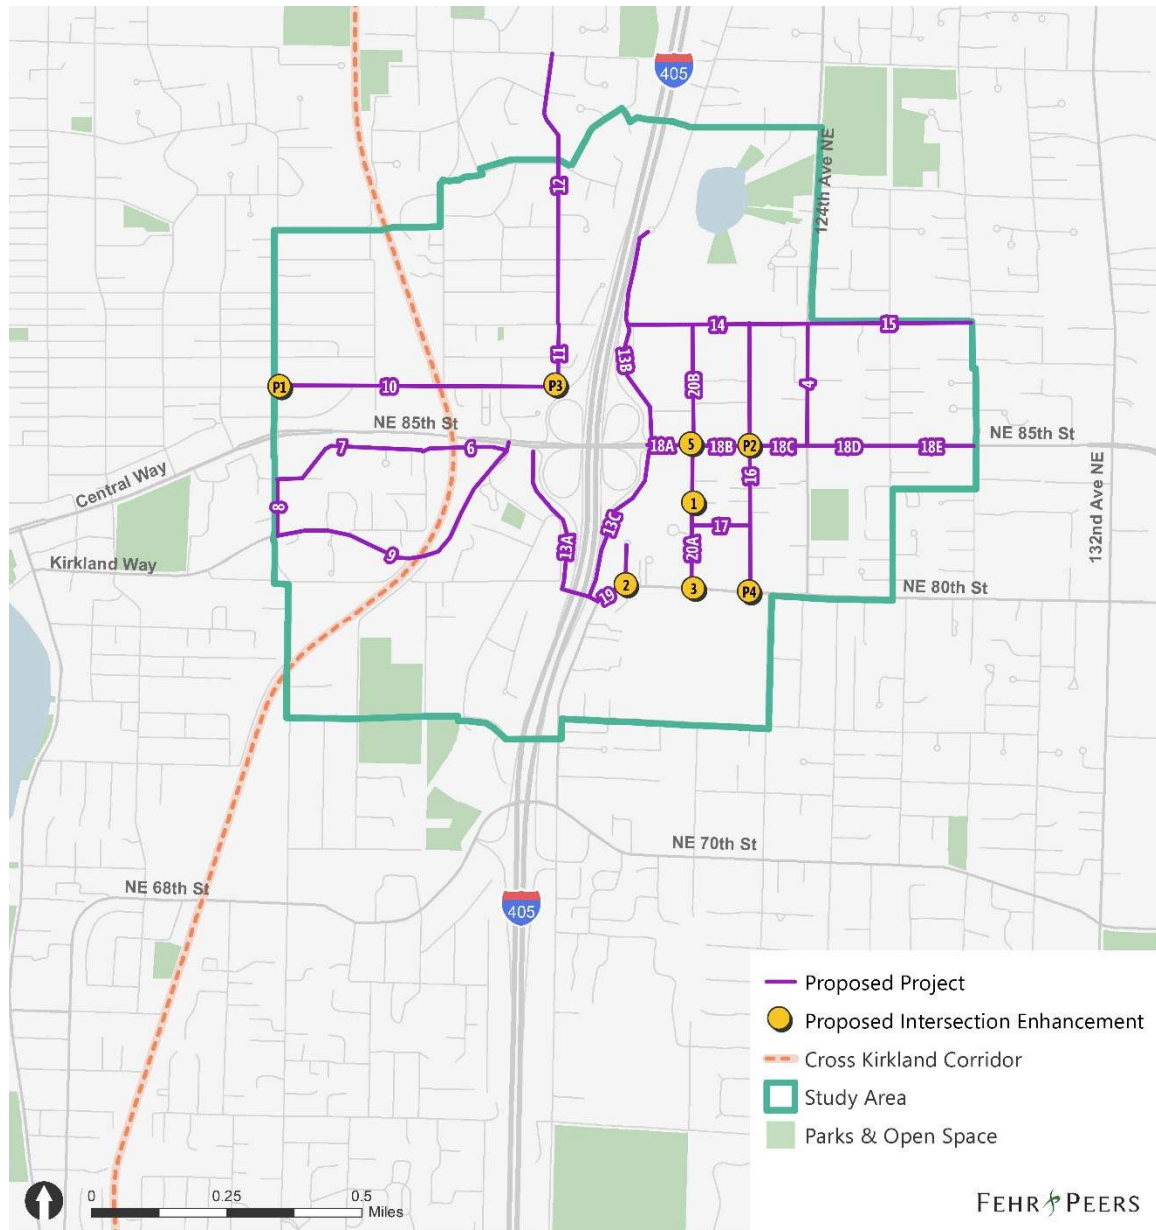 405
124th Ave NE
12
14
15
11
13B
20B
4
P1
10
P3
NE 85th St
7
6
18A
5
18B
P2
18C
18D
18E
NE 85th St
Central Way
8
16
1
13C
17
9
13A
20A
132nd Ave NE
Kirkland Way
19
2
3
P4
NE 80th St
NE 70th St
NE 68th St
405
Proposed Project
Proposed Intersection Enhancement
Cross Kirkland Corridor
Study Area
Parks & Open Space
0
0.25
0.5
Miles
FEHR PEERS